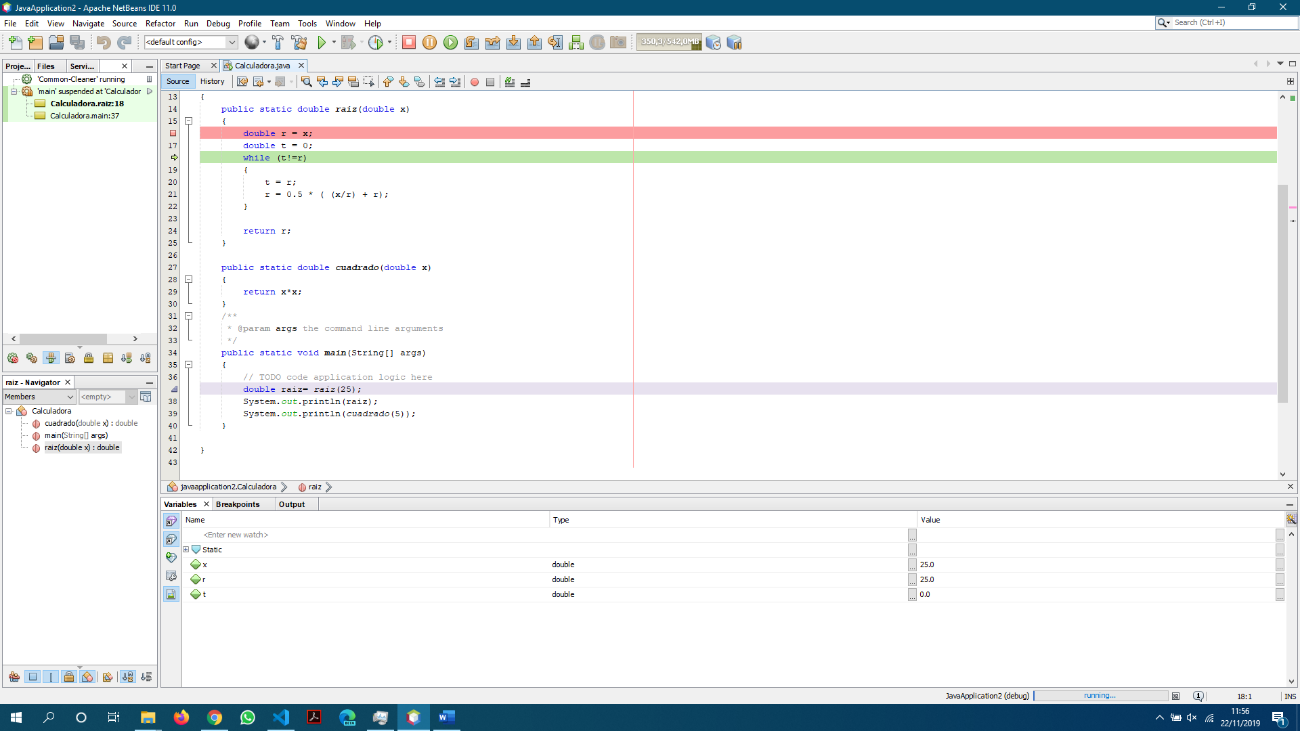 JavaApplication2 - Apache NetBeans IDE 11.0
File Edit View Navigate Source Refactor Run Debug Profile Team Tools Window Help
Search (Ctrl+I)
<default config>
Proje... Files Servi...
Start Page Calculadora.java
'Common-Cleaner' running
'main' suspended at 'Calculador
Calculadora.raiz:18
Calculadora.main:37
Source History
13 {
14 public static double raiz(double x)
15 {
double r = x;
17 double t = 0;
while (t!=r)
19 {
20 t = r;
21 r = 0.5 * ( (x/r) + r);
22 }
23
24 return r;
25 }
26
27 public static double cuadrado(double x)
28 {
29 return x*x;
30 }
31 /**
32 * @param args the command line arguments
33 */
34 public static void main(String[] args)
35 {
36 // TODO code application logic here
double raiz= raiz(25);
38 System.out.println(raiz);
39 System.out.println(cuadrado(5));
40 }
41
42 }
43
raiz - Navigator
Members <empty>
Calculadora
cuadrado(double x) : double
main(String[] args)
raiz(double x) : double
javaapplication2.Calculadora raiz
Variables Breakpoints Output
Name Type Value
<Enter new watch>
Static
x double 25.0
r double 25.0
t double 0.0
JavaApplication2 (debug) running... 1 18:1 INS
11:56
22/11/2019